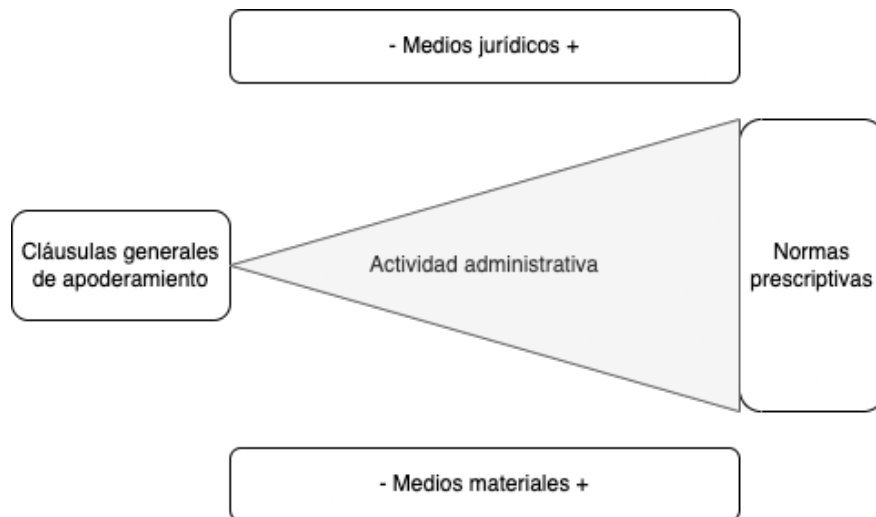 - Medios jurídicos +
Cláusulas generales
de apoderamiento
Actividad administrativa
Normas
prescriptivas
- Medios materiales +